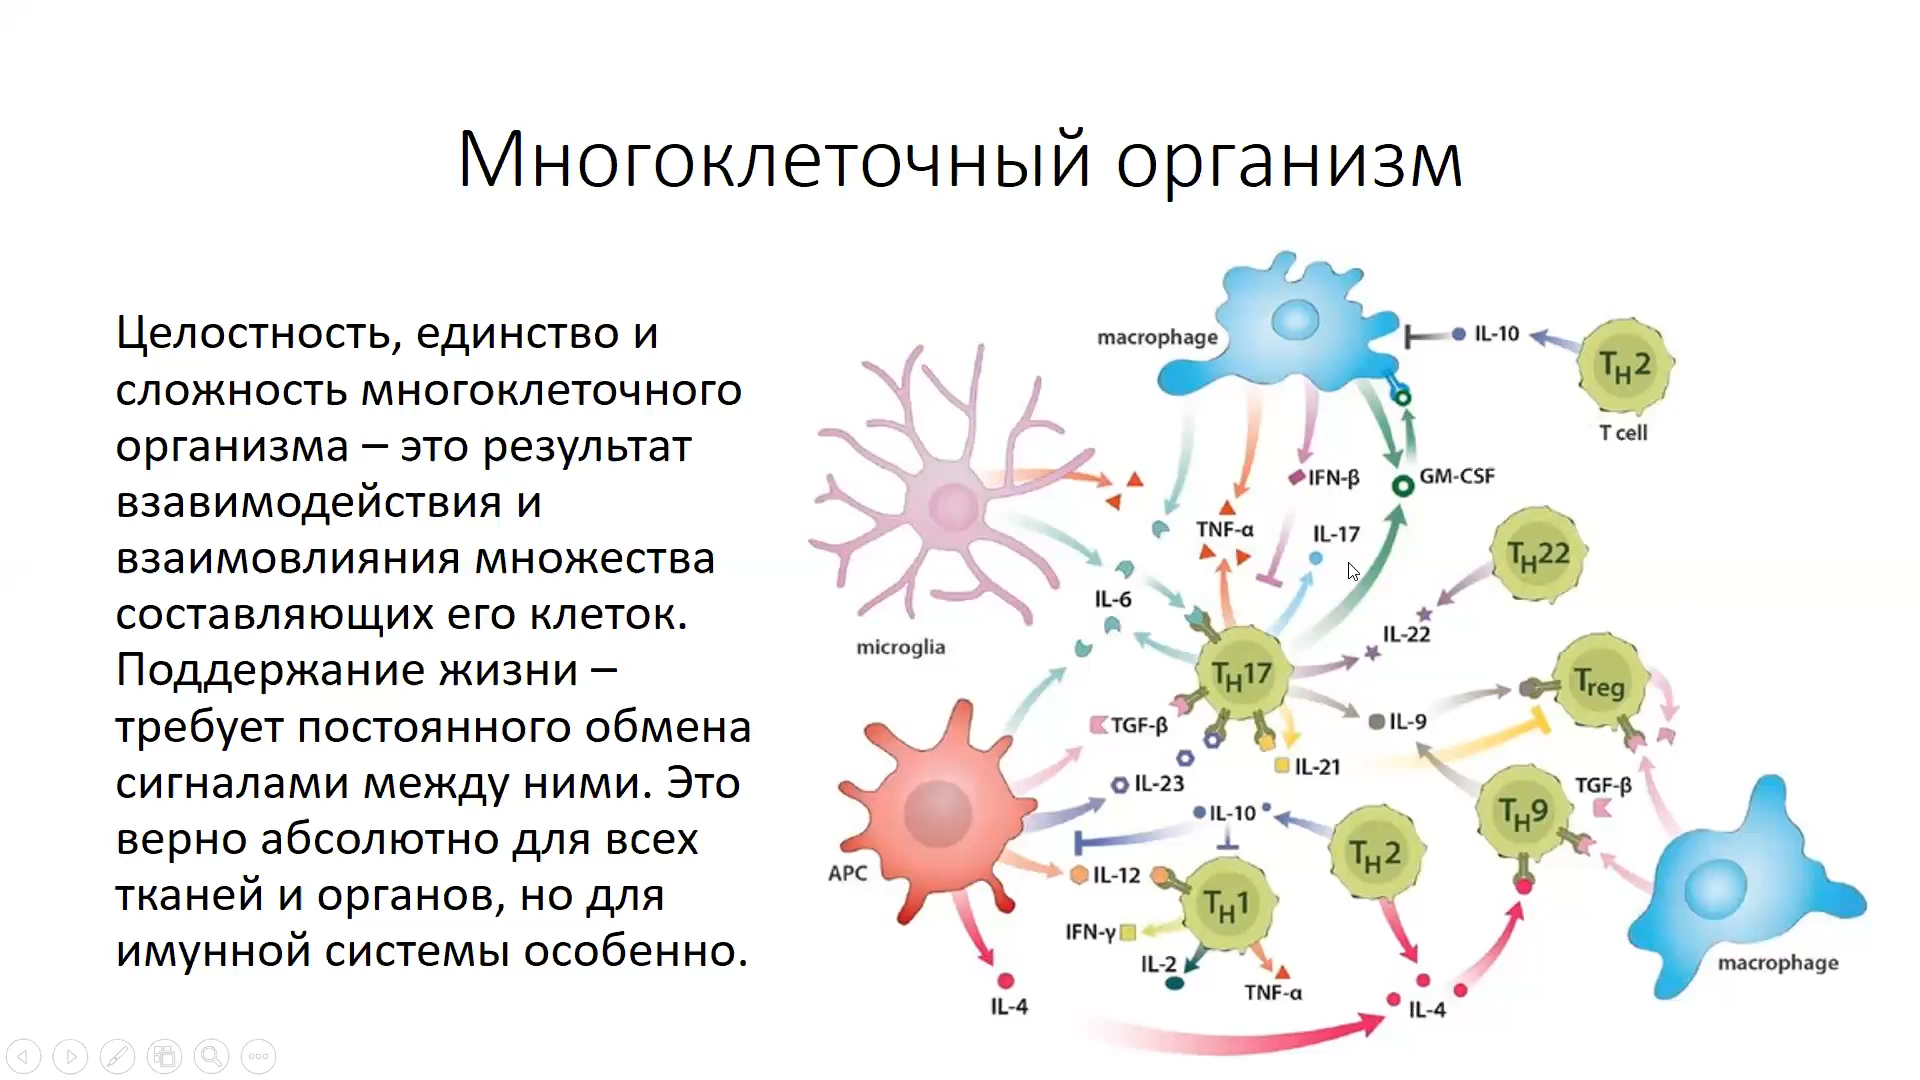 Многоклеточный организм
Целостность, единство и
сложность многоклеточного
организма – это результат
взавимодействия и
взаимовлияния множества
составляющих его клеток.
Поддержание жизни –
требует постоянного обмена
сигналами между ними. Это
верно абсолютно для всех
тканей и органов, но для
имунной системы особенно.
macrophage
IL-10
TH2
T cell
IFN-β
GM-CSF
TNF-α
IL-17
TH22
IL-6
IL-22
microglia
TH17
Treg
TGF-β
IL-9
IL-21
IL-23
TGF-β
IL-10
TH9
TH2
APC
IL-12
TH1
IFN-γ
IL-2
TNF-α
macrophage
IL-4
IL-4